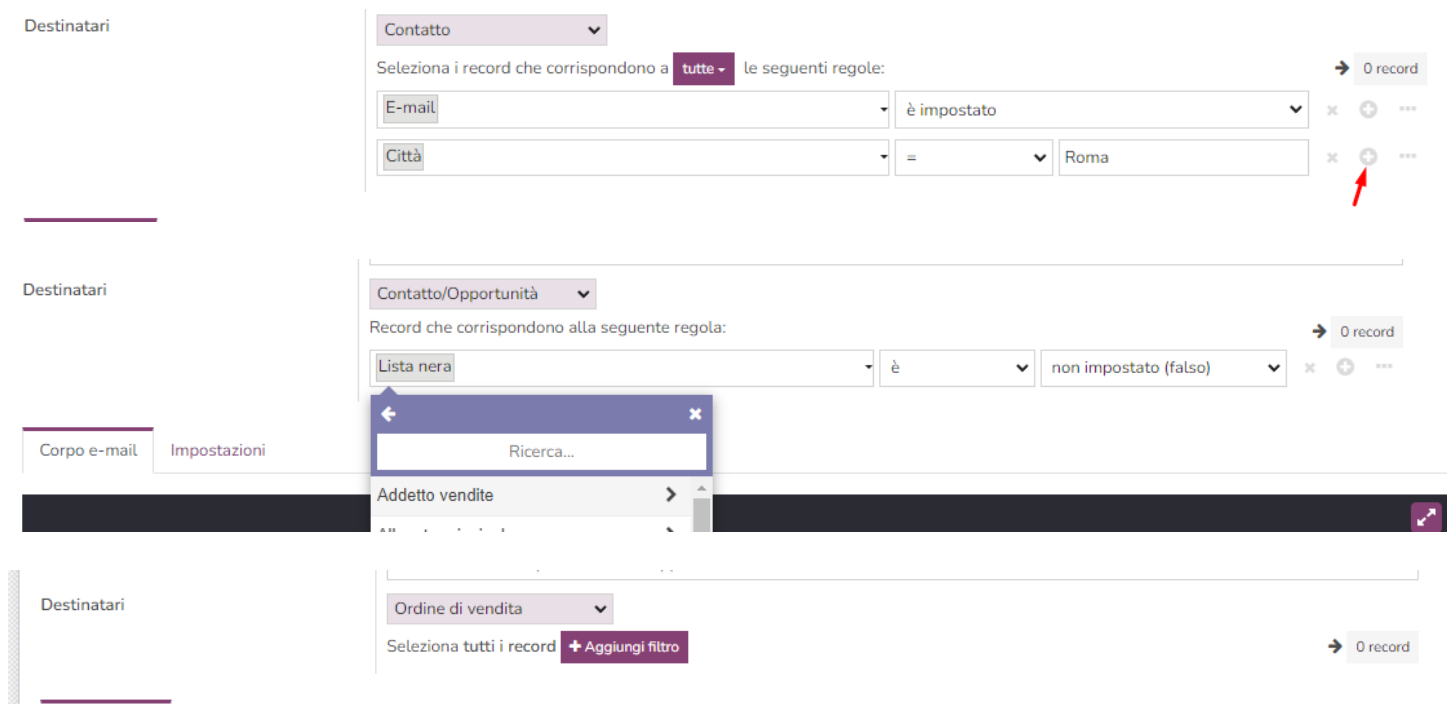 Destinatari
Contatto
Seleziona i record che corrispondono a tutte le seguenti regole:
0 record
E-mail è impostato
Città = Roma
Destinatari
Contatto/Opportunità
Record che corrispondono alla seguente regola:
0 record
Lista nera è non impostato (falso)
Ricerca...
Corpo e-mail Impostazioni
Addetto vendite
Destinatari
Ordine di vendita
Seleziona tutti i record + Aggiungi filtro
0 record